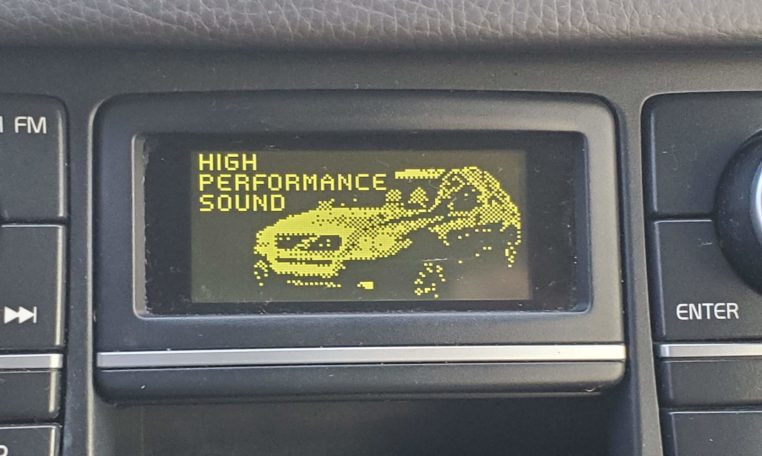 FM
HIGH
PERFORMANCE
SOUND
ENTER